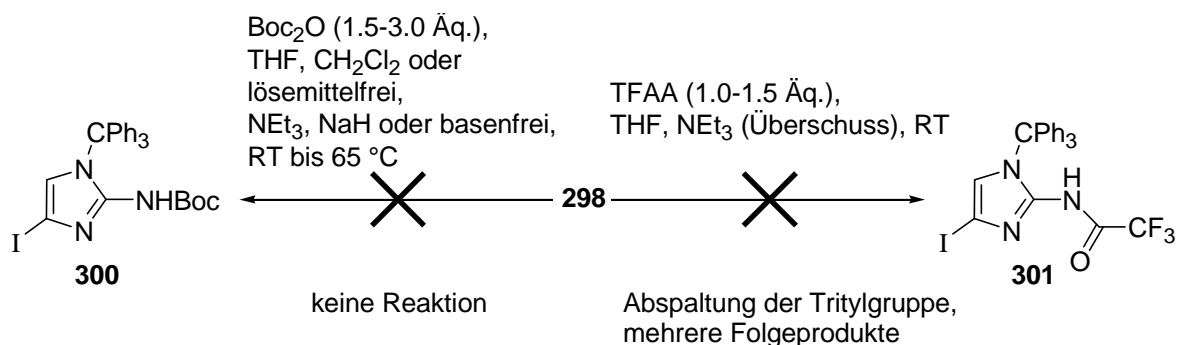 Boc2O (1.5-3.0 Äq.),
THF, CH2Cl2 oder
lösemittelfrei,
NEt3, NaH oder basenfrei,
RT bis 65 °C
TFAA (1.0-1.5 Äq.),
THF, NEt3 (Überschuss), RT
CPh3
N
NHBoc
N
I
300
298
CPh3
N
H
N
N
I
O
CF3
301
keine Reaktion
Abspaltung der Tritylgruppe,
mehrere Folgeprodukte